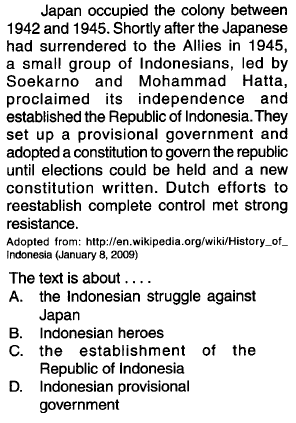 Japan occupied the colony between
1942 and 1945. Shortly after the Japanese
had surrendered to the Allies in 1945,
a small group of Indonesians, led by
Soekarno and Mohammad Hatta,
proclaimed its independence and
established the Republic of Indonesia. They
set up a provisional government and
adopted a constitution to govern the republic
until elections could be held and a new
constitution written. Dutch efforts to
reestablish complete control met strong
resistance.
Adopted from: http://en.wikipedia.org/wiki/History_of_
Indonesia (January 8, 2009)
The text is about . . . .
A. the Indonesian struggle against
Japan
B. Indonesian heroes
C. the establishment of the
Republic of Indonesia
D. Indonesian provisional
government